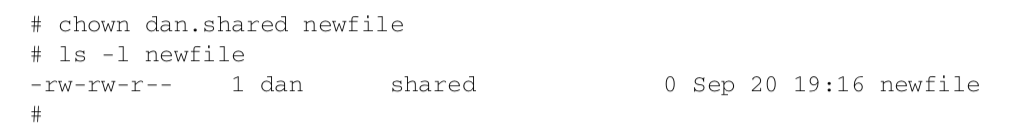 # chown dan.shared newfile
# ls -l newfile
-rw-rw-r--    1 dan      shared             0 Sep 20 19:16 newfile
#